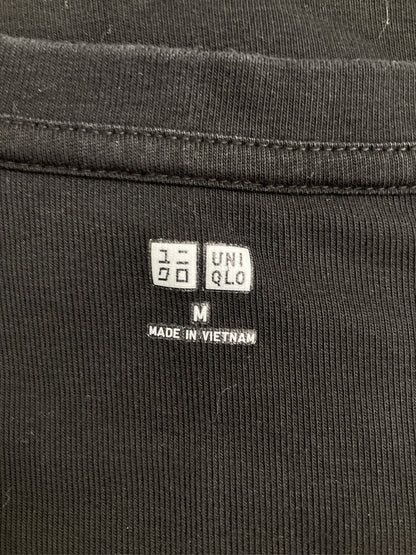 ユニ UNI
クロ QLO
M
MADE IN VIETNAM